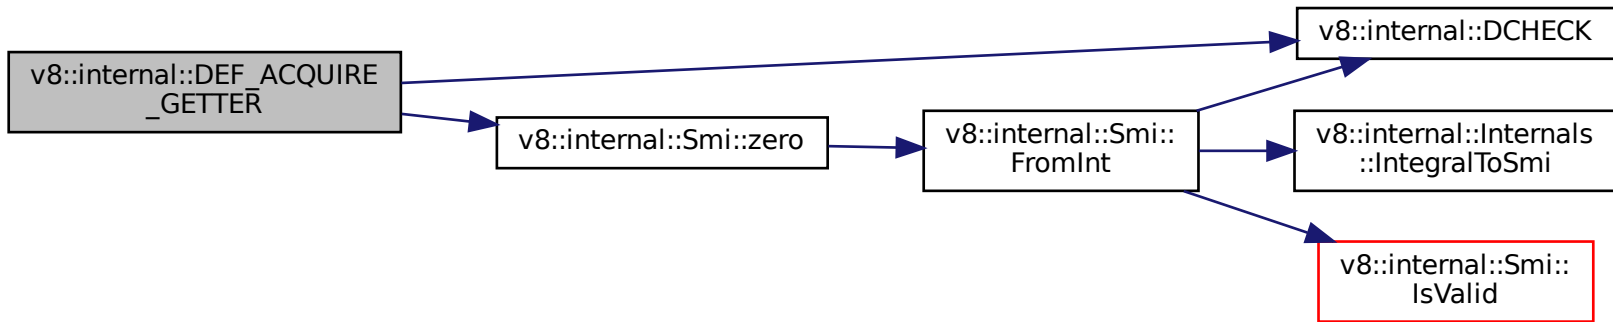 v8::internal::DEF_ACQUIRE
_GETTER
v8::internal::Smi::zero
v8::internal::Smi::
FromInt
v8::internal::DCHECK
v8::internal::Internals
::IntegralToSmi
v8::internal::Smi::
IsValid